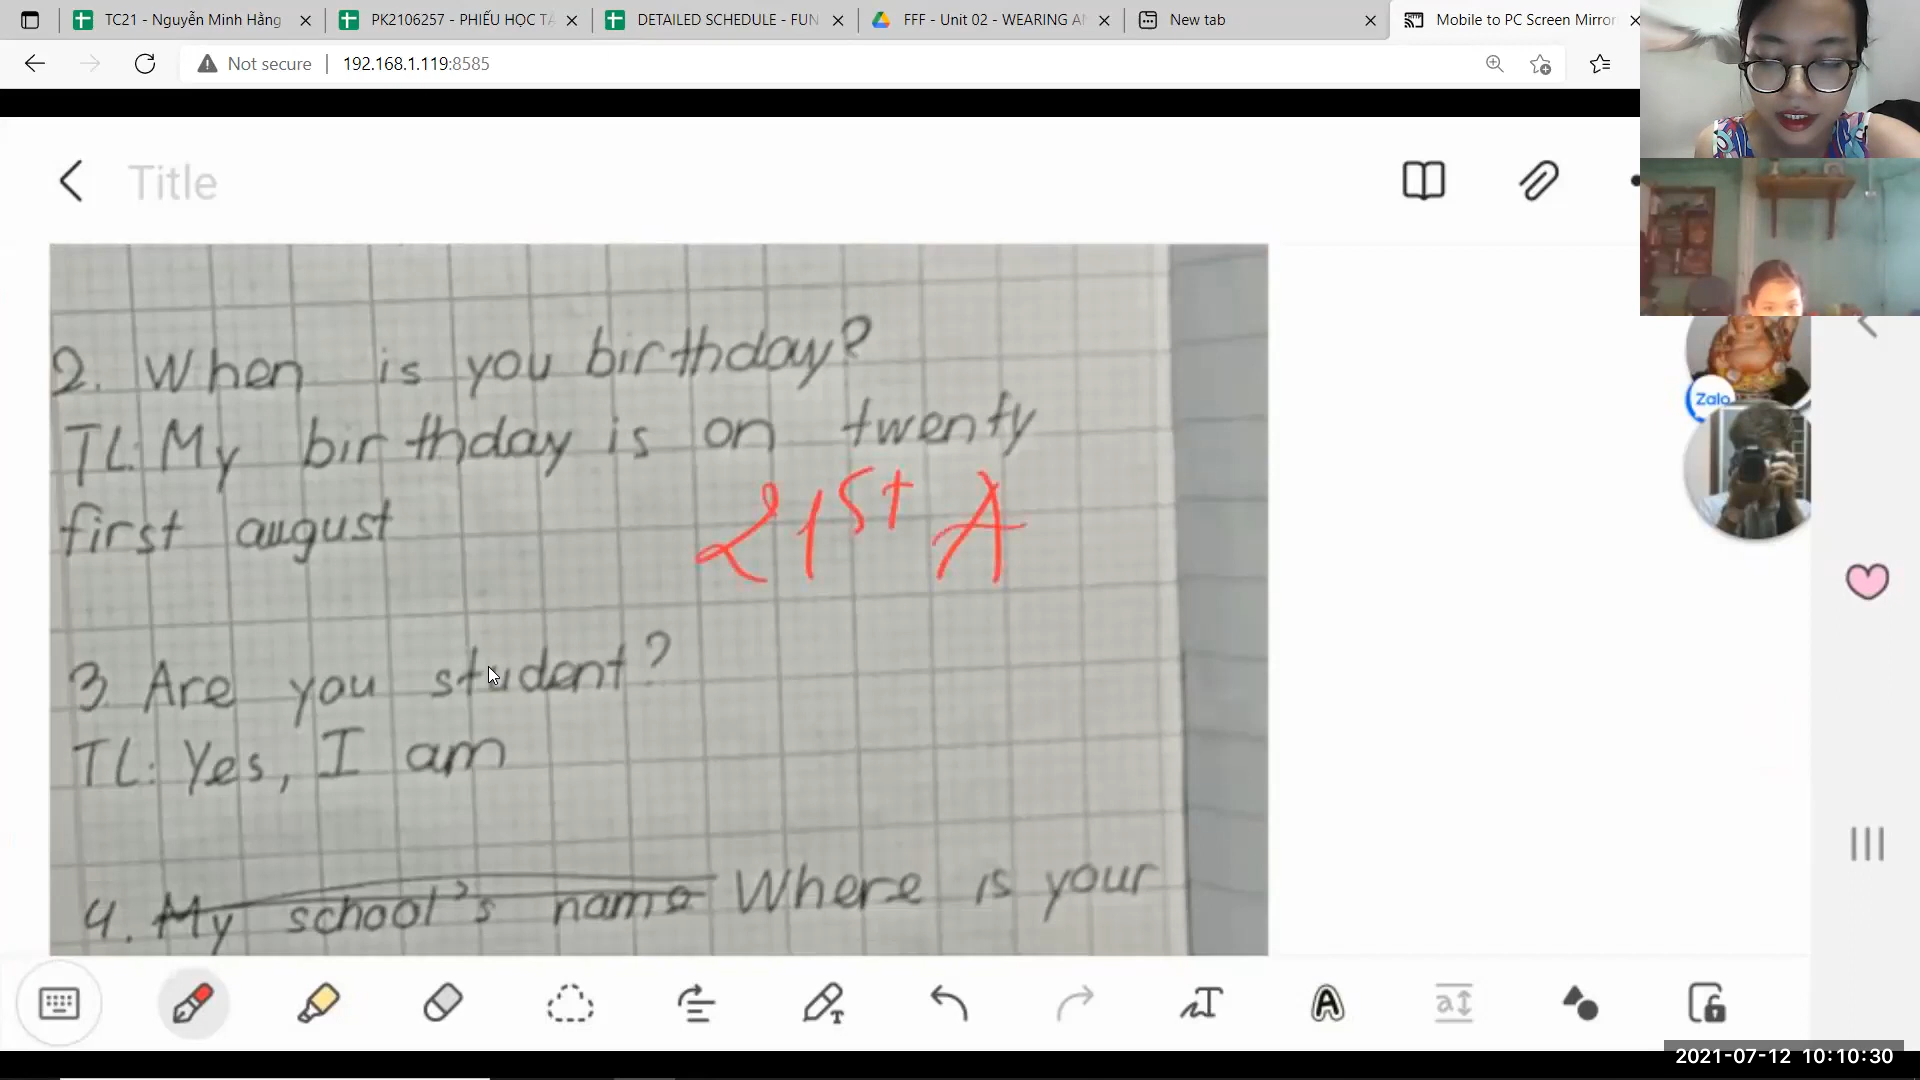 TC21 - Nguyễn Minh Hằng
PK2106257 - PHIẾU HỌC TẬ
DETAILED SCHEDULE - FUN
FFF - Unit 02 - WEARING AN
New tab
Mobile to PC Screen Mirror
Not secure
192.168.1.119:8585
Title
2. When is you birthday?
TL: My birthday is on twenty
first august
21st A
3. Are you student?
TL: Yes, I am
4. My school's name Where is your
Zalo
2021-07-12 10:10:30